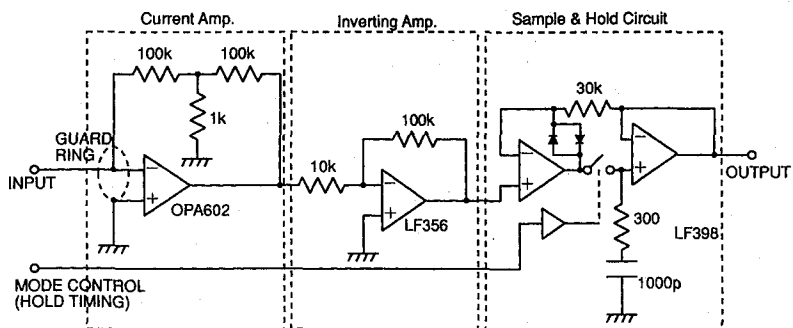 Current Amp.
Inverting Amp.
Sample & Hold Circuit
100k
100k
1k
GUARD
RING
INPUT
OPA602
10k
100k
LF356
30k
OUTPUT
300
LF398
1000p
MODE CONTROL
(HOLD TIMING)